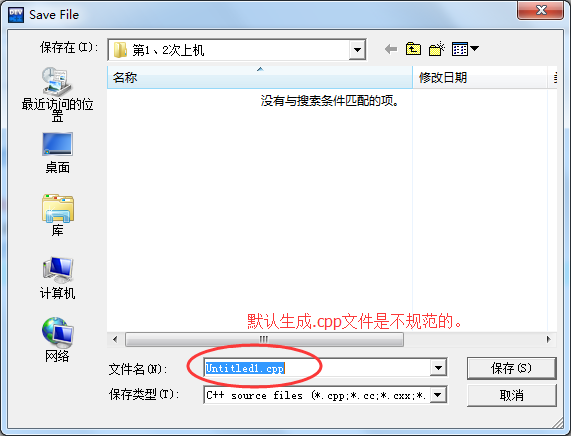 DEV
Save File
保存在(I):
第1、2次上机
名称
修改日期
没有与搜索条件匹配的项。
最近访问的位
置
桌面
库
计算机
网络
默认生成.cpp文件是不规范的。
文件名(N):
Untitled1.cpp
保存(S)
保存类型(T):
C++ source files (*.cpp;*.cc;*.cxx;*.
取消